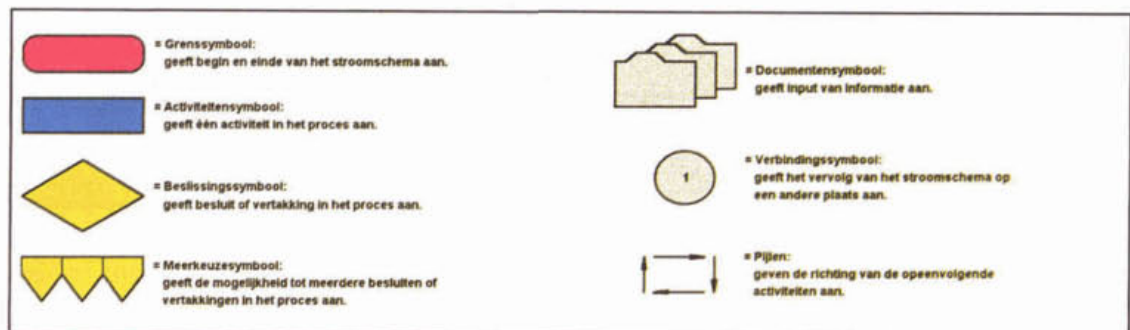 = Grenssymbool:
geeft begin en einde van het stroomschema aan.
= Activiteitensymbool:
geeft één activiteit in het proces aan.
= Beslissingssymbool:
geeft besluit of vertakking in het proces aan.
= Meerkeuzesymbool:
geeft de mogelijkheid tot meerdere besluiten of
vertakkingen in het proces aan.
= Documentensymbool:
geeft input van informatie aan.
1
= Verbindingssymbool:
geeft het vervolg van het stroomschema op
een andere plaats aan.
= Pijlen:
geven de richting van de opeenvolgende
activiteiten aan.